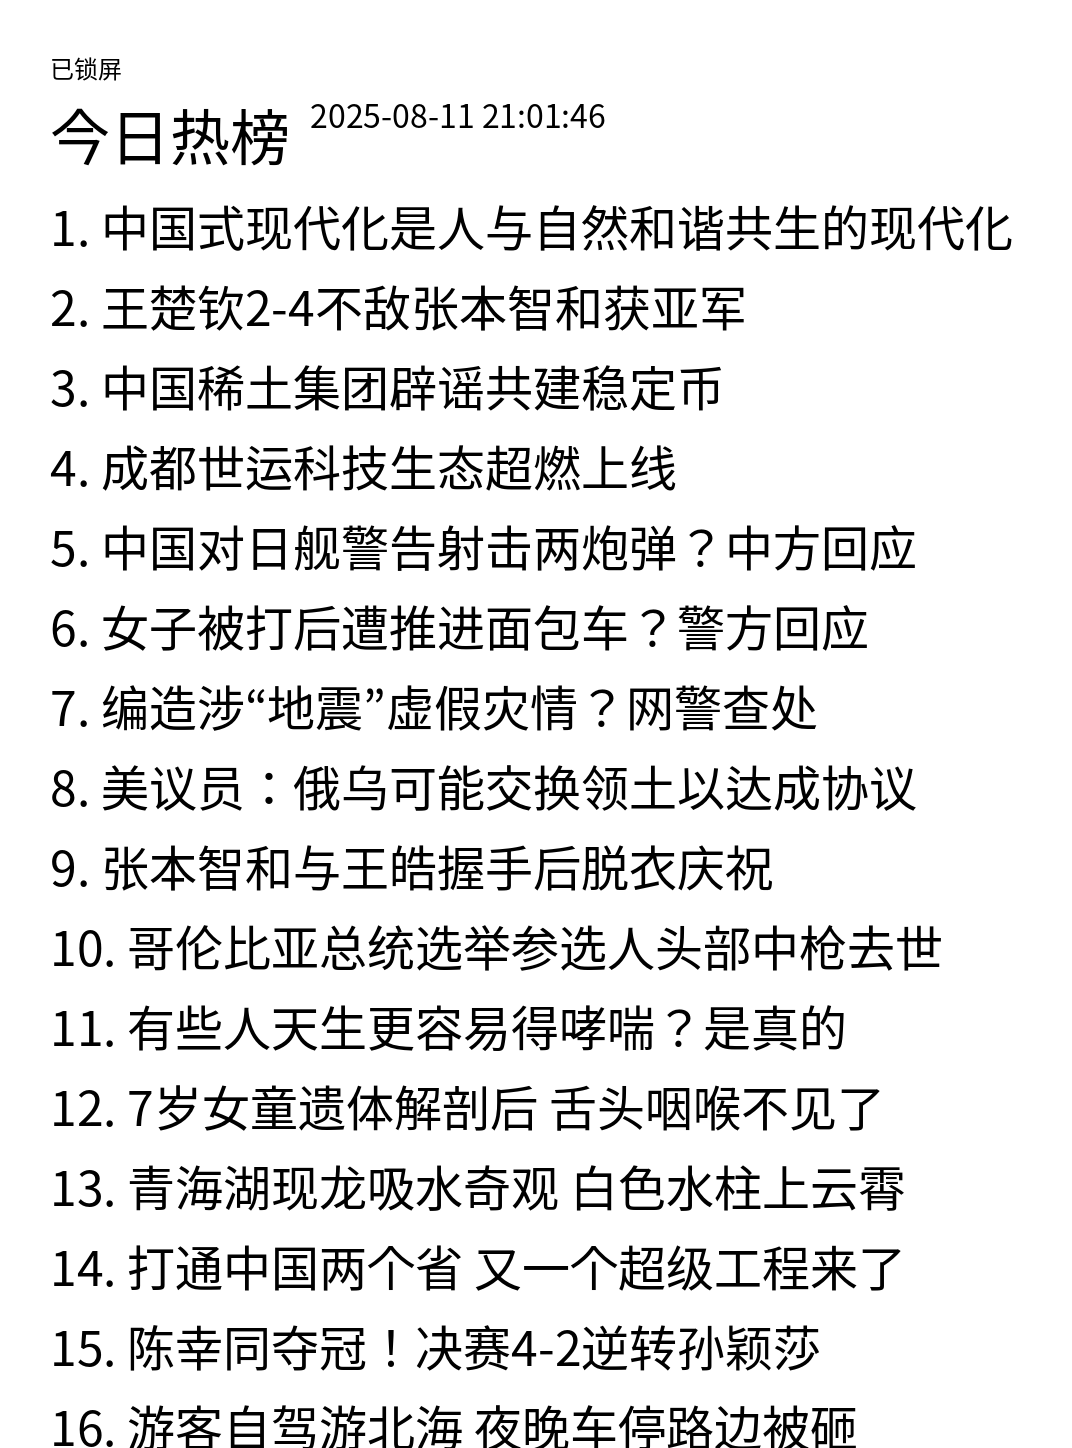 已锁屏
今日热榜 2025-08-11 21:01:46
1. 中国式现代化是人与自然和谐共生的现代化
2. 王楚钦2-4不敌张本智和获亚军
3. 中国稀土集团辟谣共建稳定币
4. 成都世运科技生态超燃上线
5. 中国对日舰警告射击两炮弹？中方回应
6. 女子被打后遭推进面包车？警方回应
7. 编造涉“地震”虚假灾情？网警查处
8. 美议员：俄乌可能交换领土以达成协议
9. 张本智和与王皓握手后脱衣庆祝
10. 哥伦比亚总统选举参选人头部中枪去世
11. 有些人天生更容易得哮喘？是真的
12. 7岁女童遗体解剖后 舌头咽喉不见了
13. 青海湖现龙吸水奇观 白色水柱上云霄
14. 打通中国两个省 又一个超级工程来了
15. 陈幸同夺冠！决赛4-2逆转孙颖莎
16. 游客自驾游北海 夜晚车停路边被砸